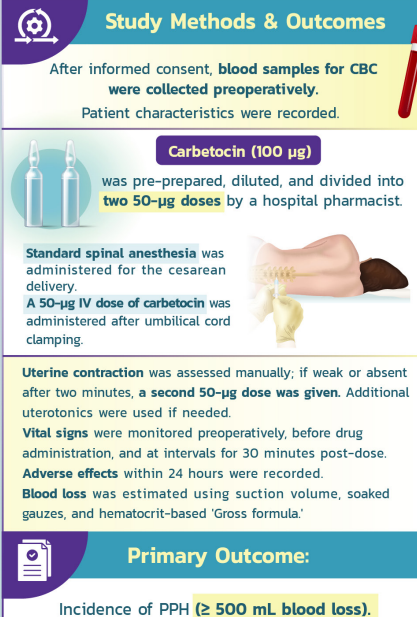 Study Methods & Outcomes
After informed consent, blood samples for CBC
were collected preoperatively.
Patient characteristics were recorded.
Carbetocin (100 µg)
was pre-prepared, diluted, and divided into
two 50-µg doses by a hospital pharmacist.
Standard spinal anesthesia was
administered for the cesarean
delivery.
A 50-µg IV dose of carbetocin was
administered after umbilical cord
clamping.
Uterine contraction was assessed manually; if weak or absent
after two minutes, a second 50-µg dose was given. Additional
uterotonics were used if needed.
Vital signs were monitored preoperatively, before drug
administration, and at intervals for 30 minutes post-dose.
Adverse effects within 24 hours were recorded.
Blood loss was estimated using suction volume, soaked
gauzes, and hematocrit-based 'Gross formula.'
Primary Outcome:
Incidence of PPH (≥ 500 mL blood loss).